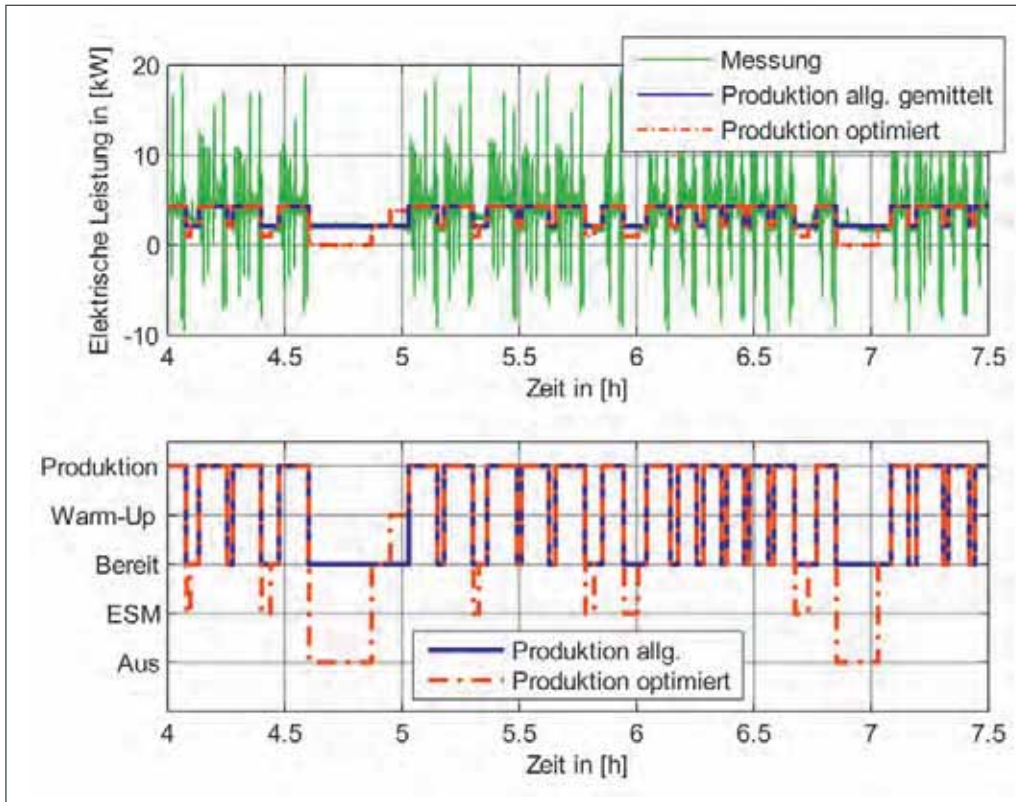 Messung
Produktion allg. gemittelt
Produktion optimiert
Elektrische Leistung in [kW]
20
10
0
-10
4
4.5
5
5.5
6
6.5
7
7.5
Zeit in [h]
Produktion
Warm-Up
Bereit
ESM
Aus
Produktion allg.
Produktion optimiert
4
4.5
5
5.5
6
6.5
7
7.5
Zeit in [h]